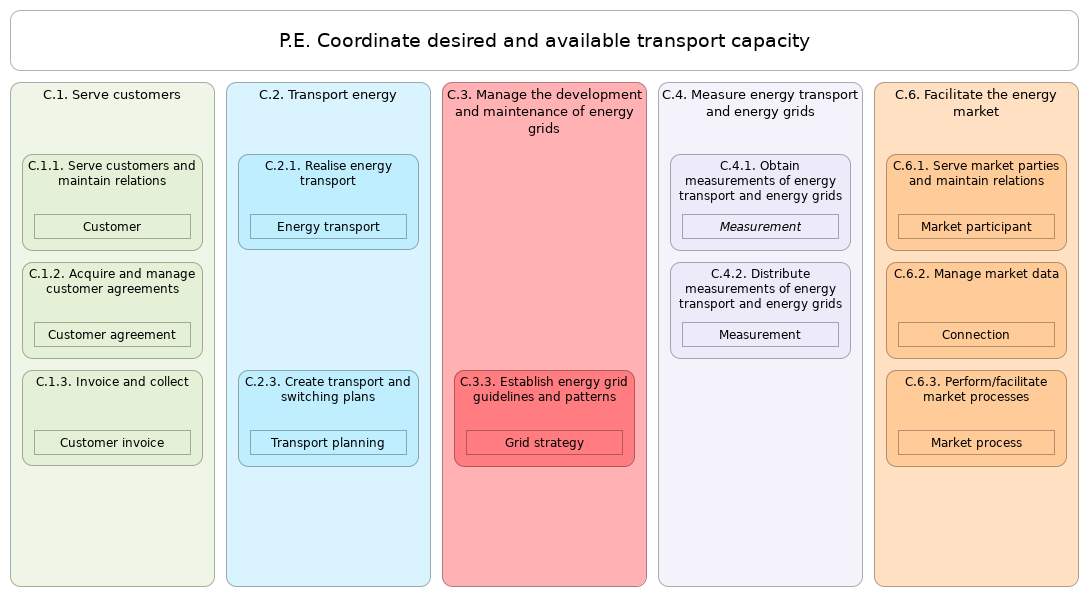 P.E. Coordinate desired and available transport capacity
C.1. Serve customers
C.1.1. Serve customers and
maintain relations
Customer
C.1.2. Acquire and manage
customer agreements
Customer agreement
C.1.3. Invoice and collect
Customer invoice
C.2. Transport energy
C.2.1. Realise energy
transport
Energy transport
C.2.3. Create transport and
switching plans
Transport planning
C.3. Manage the development
and maintenance of energy
grids
C.3.3. Establish energy grid
guidelines and patterns
Grid strategy
C.4. Measure energy transport
and energy grids
C.4.1. Obtain
measurements of energy
transport and energy grids
Measurement
C.4.2. Distribute
measurements of energy
transport and energy grids
Measurement
C.6. Facilitate the energy
market
C.6.1. Serve market parties
and maintain relations
Market participant
C.6.2. Manage market data
Connection
C.6.3. Perform/facilitate
market processes
Market process